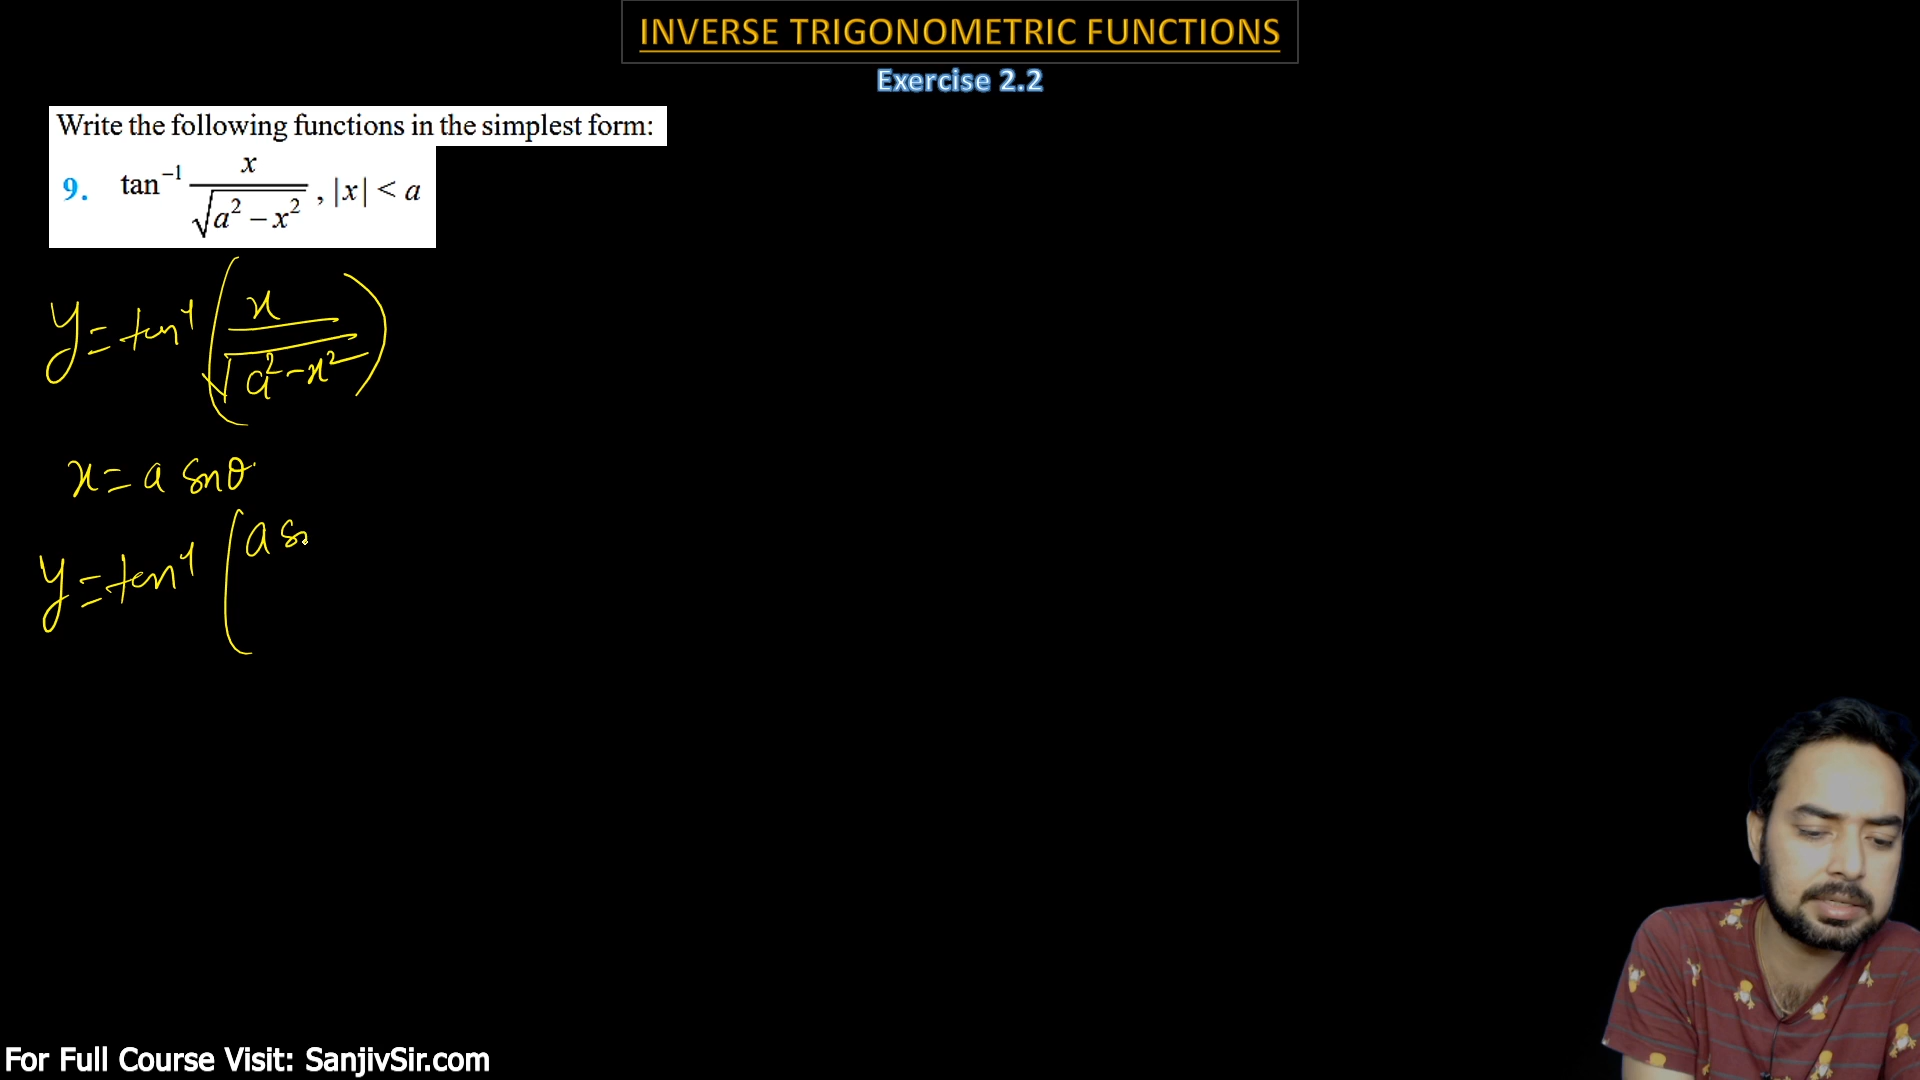 INVERSE TRIGONOMETRIC FUNCTIONS
Exercise 2.2
Write the following functions in the simplest form:
9. tan⁻¹ x/√(a² – x²) , |x| < a
y = tan⁻¹ (x/√(a² – x²))
x = a sinθ
y = tan⁻¹ (a s
For Full Course Visit: SanjivSir.com